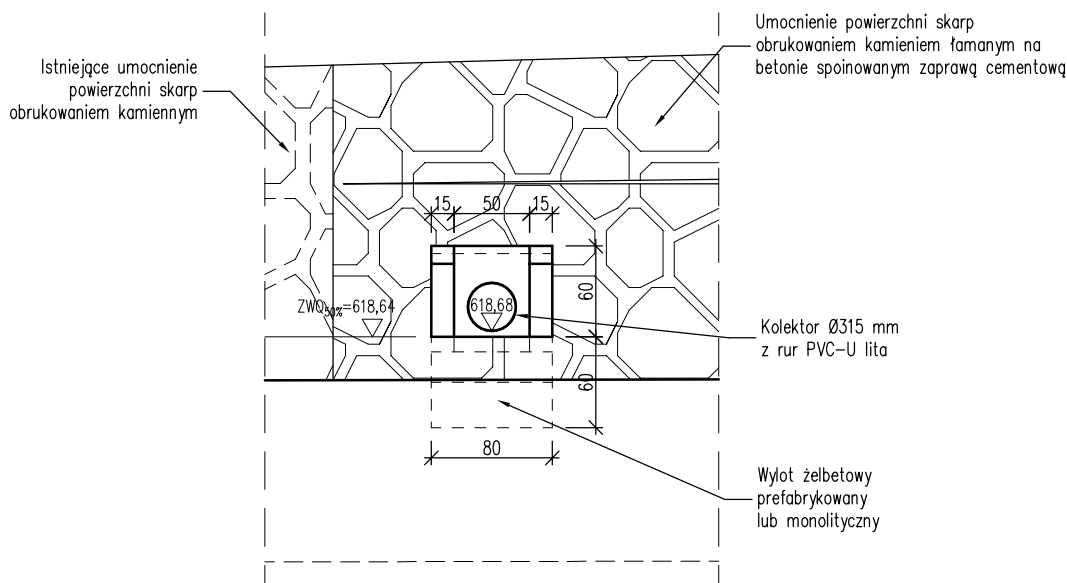 Umocnienie powierzchni skarp
obrukowaniem kamieniem łamanym na
betonie spoinowanym zaprawą cementową
Istniejące umocnienie
powierzchni skarp
obrukowaniem kamiennym
15 50 15
ZWO50%=618,64
618,68
60
Kolektor Ø315 mm
z rur PVC-U lita
60
80
Wylot żelbetowy
prefabrykowany
lub monolityczny